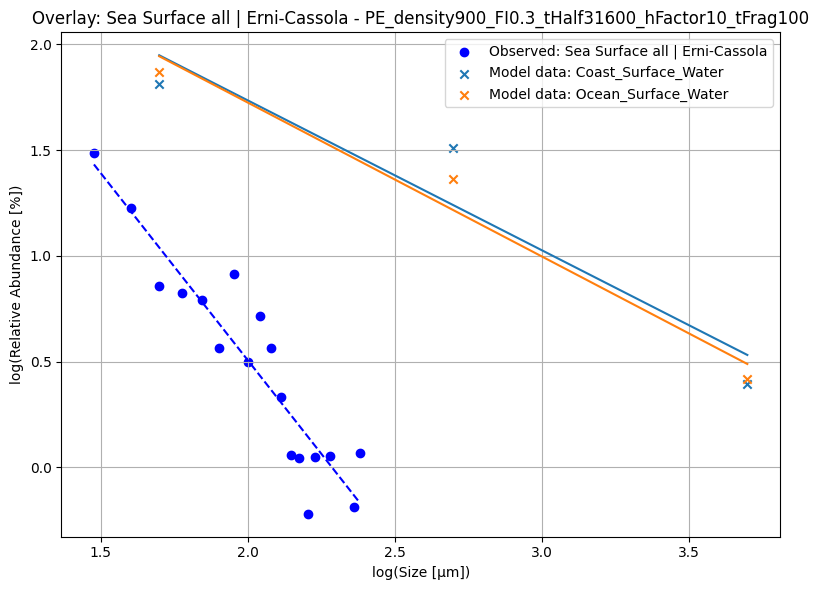 Overlay: Sea Surface all | Erni-Cassola - PE_density900_FI0.3_tHalf31600_hFactor10_tFrag100
Observed: Sea Surface all | Erni-Cassola
Model data: Coast_Surface_Water
Model data: Ocean_Surface_Water
log(Relative Abundance [%])
2.0
1.5
1.0
0.5
0.0
1.5
2.0
2.5
3.0
3.5
log(Size [µm])